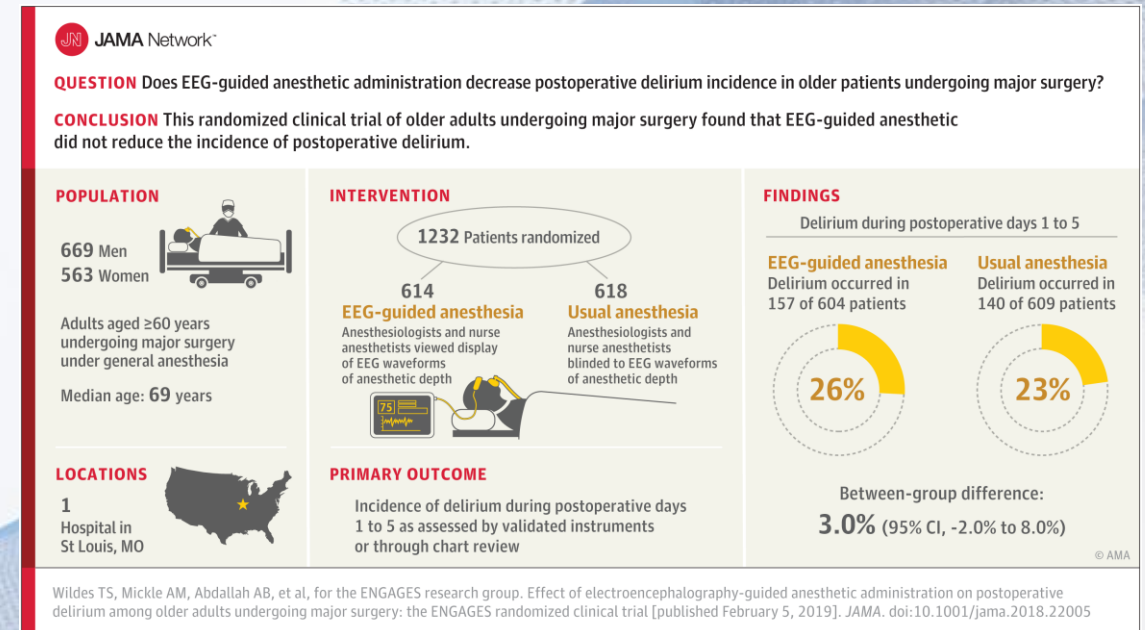 JN JAMA Network™
QUESTION Does EEG-guided anesthetic administration decrease postoperative delirium incidence in older patients undergoing major surgery?
CONCLUSION This randomized clinical trial of older adults undergoing major surgery found that EEG-guided anesthetic
did not reduce the incidence of postoperative delirium.
POPULATION
669 Men
563 Women
Adults aged ≥60 years
undergoing major surgery
under general anesthesia
Median age: 69 years
LOCATIONS
1
Hospital in
St Louis, MO
INTERVENTION
1232 Patients randomized
614
EEG-guided anesthesia
Anesthesiologists and nurse
anesthetists viewed display
of EEG waveforms
of anesthetic depth
618
Usual anesthesia
Anesthesiologists and
nurse anesthetists
blinded to EEG waveforms
of anesthetic depth
75
PRIMARY OUTCOME
Incidence of delirium during postoperative days
1 to 5 as assessed by validated instruments
or through chart review
FINDINGS
Delirium during postoperative days 1 to 5
EEG-guided anesthesia
Delirium occurred in
157 of 604 patients
26%
Usual anesthesia
Delirium occurred in
140 of 609 patients
23%
Between-group difference:
3.0% (95% CI, -2.0% to 8.0%)
© AMA
Wildes TS, Mickle AM, Abdallah AB, et al, for the ENGAGES research group. Effect of electroencephalography-guided anesthetic administration on postoperative
delirium among older adults undergoing major surgery: the ENGAGES randomized clinical trial [published February 5, 2019]. JAMA. doi:10.1001/jama.2018.22005